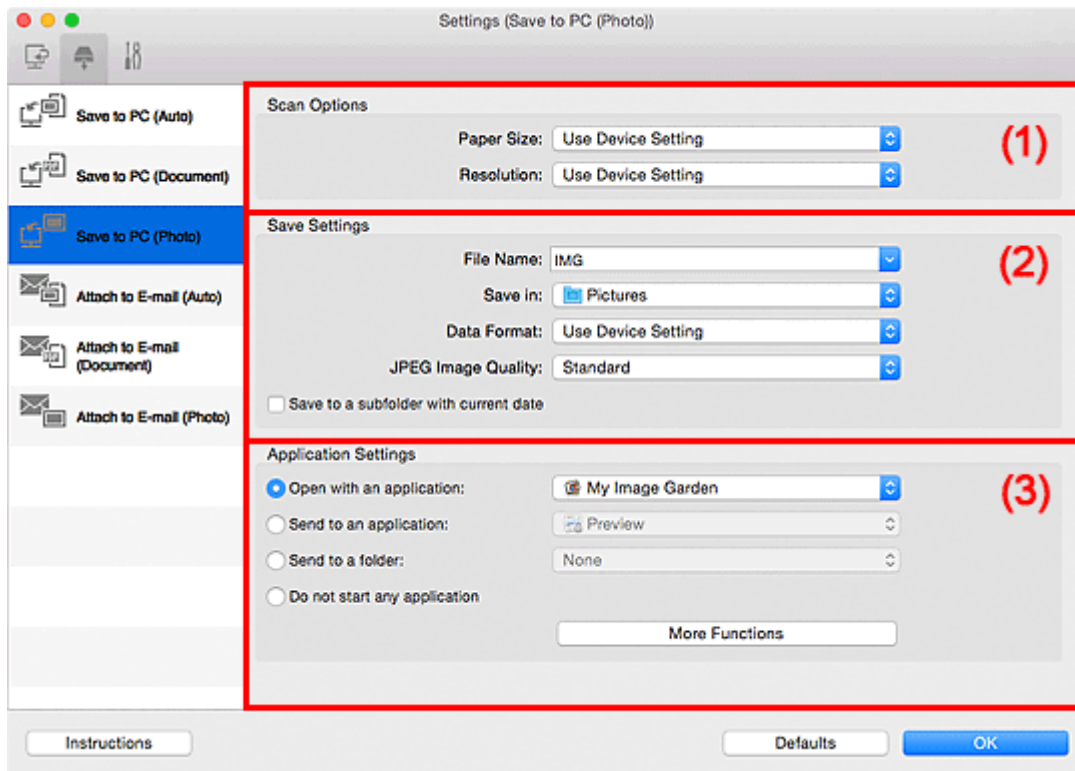 Settings (Save to PC (Photo))
Save to PC (Auto)
Save to PC (Document)
Save to PC (Photo)
Attach to E-mail (Auto)
Attach to E-mail
(Document)
Attach to E-mail (Photo)
Scan Options
(1)
Paper Size: Use Device Setting
Resolution: Use Device Setting
Save Settings
(2)
File Name: IMG
Save in: Pictures
Data Format: Use Device Setting
JPEG Image Quality: Standard
Save to a subfolder with current date
Application Settings
(3)
Open with an application: My Image Garden
Send to an application: Preview
Send to a folder: None
Do not start any application
More Functions
Instructions
Defaults
OK